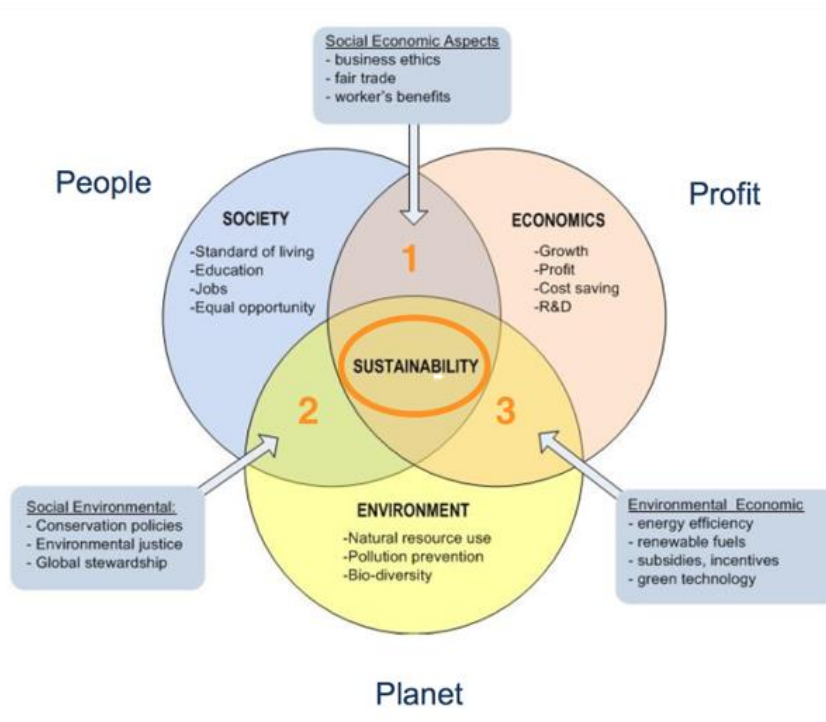 Social Economic Aspects
- business ethics
- fair trade
- worker's benefits
People
Profit
SOCIETY
-Standard of living
-Education
-Jobs
-Equal opportunity
ECONOMICS
-Growth
-Profit
-Cost saving
-R&D
1
SUSTAINABILITY
2
3
Social Environmental:
- Conservation policies
- Environmental justice
- Global stewardship
ENVIRONMENT
-Natural resource use
-Pollution prevention
-Bio-diversity
Environmental Economic
- energy efficiency
- renewable fuels
- subsidies, incentives
- green technology
Planet